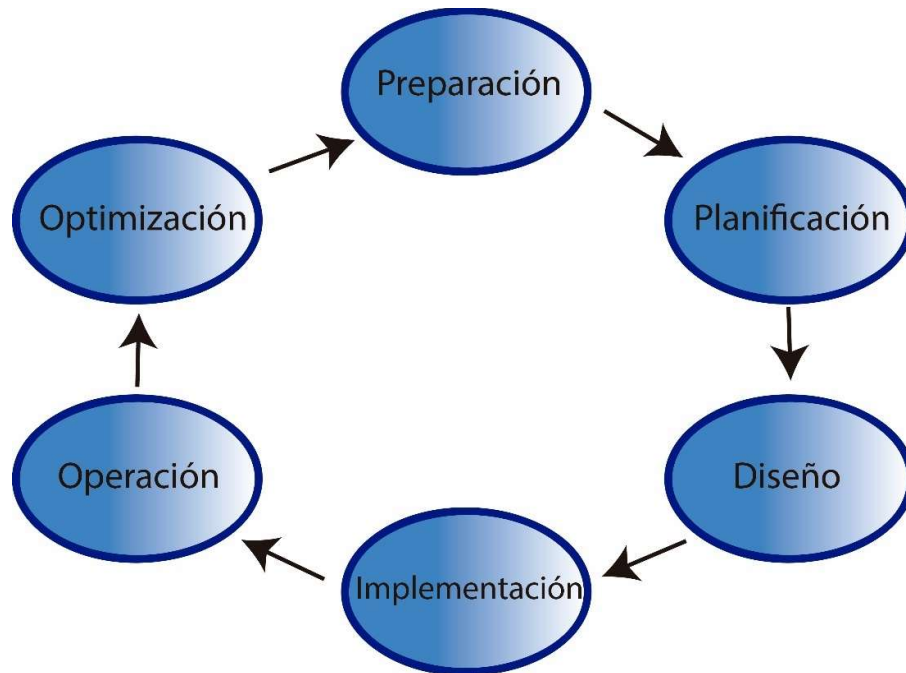 Preparación
Planificación
Diseño
Implementación
Operación
Optimización